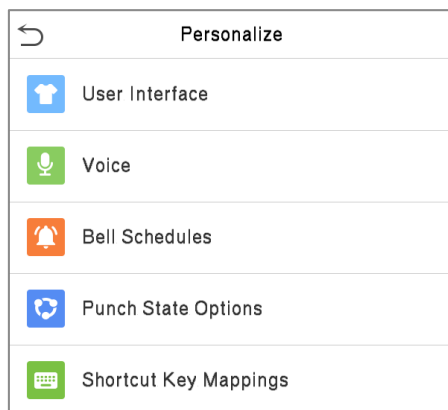 Personalize
User Interface
Voice
Bell Schedules
Punch State Options
Shortcut Key Mappings